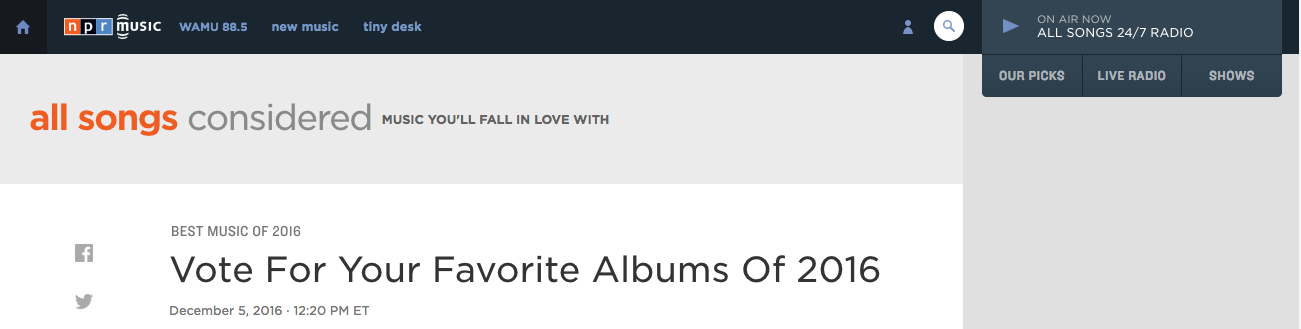 npr music WAMU 88.5 new music tiny desk
ON AIR NOW
ALL SONGS 24/7 RADIO
OUR PICKS LIVE RADIO SHOWS
all songs considered MUSIC YOU'LL FALL IN LOVE WITH
BEST MUSIC OF 2016
Vote For Your Favorite Albums Of 2016
December 5, 2016 · 12:20 PM ET